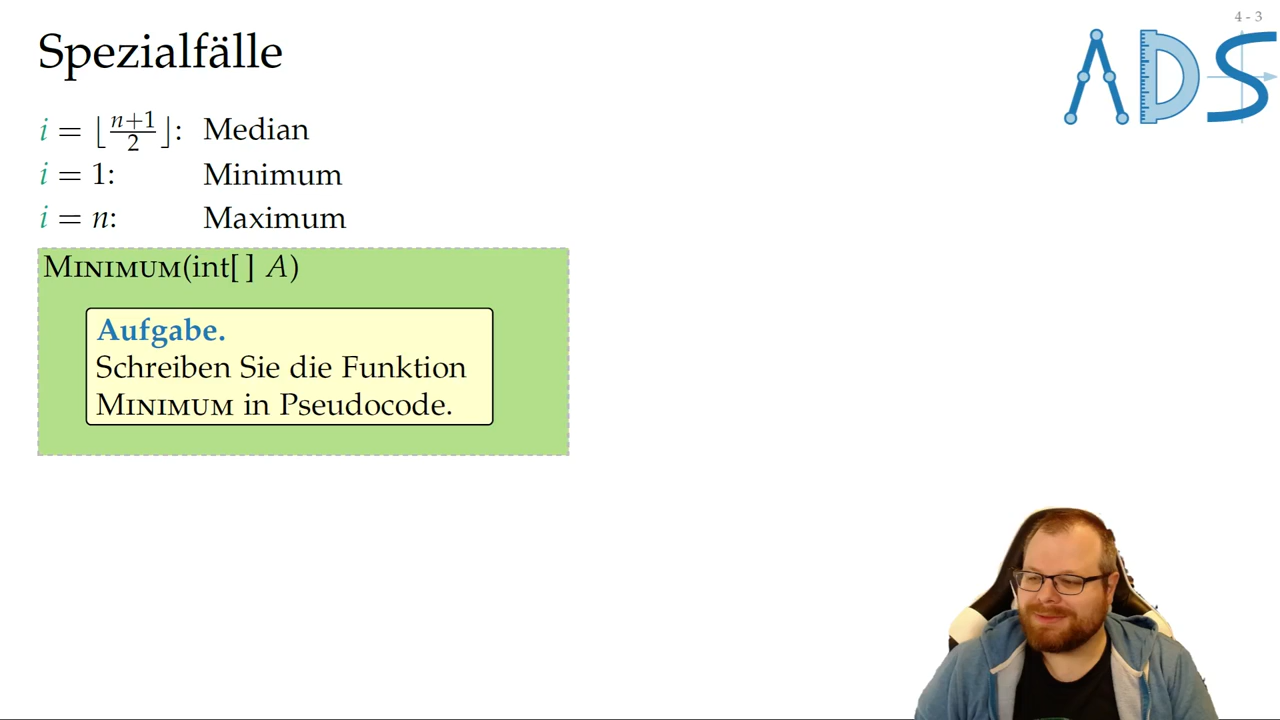 4 - 3
Spezialfälle
ADS
i = ⌊(n+1)/2⌋: Median
i = 1: Minimum
i = n: Maximum
MINIMUM(int[ ] A)
Aufgabe.
Schreiben Sie die Funktion
MINIMUM in Pseudocode.